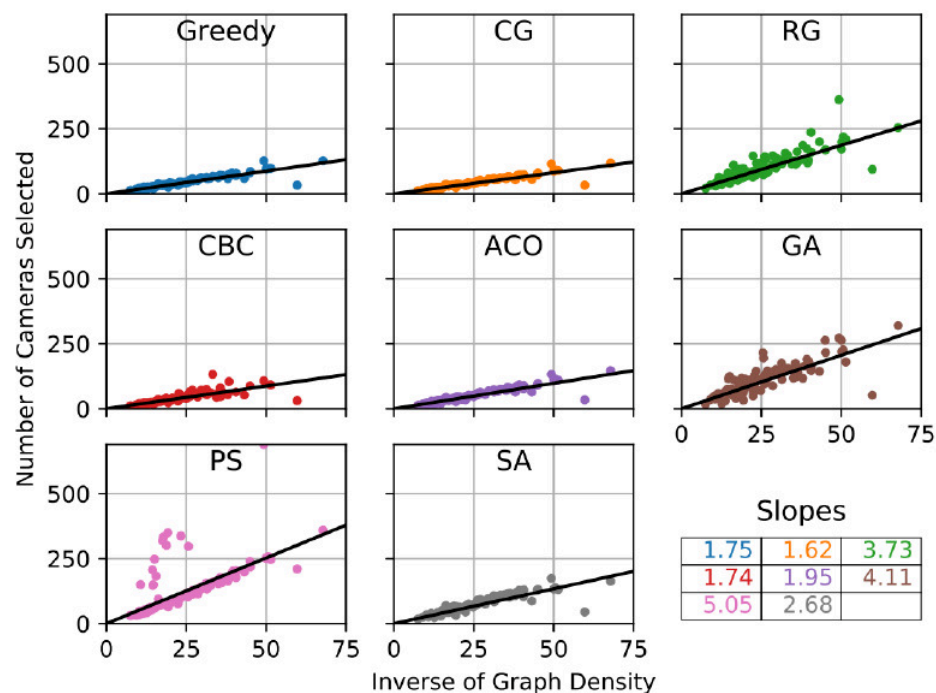 Greedy
CG
RG
500
250
0
CBC
ACO
GA
500
250
0
0 25 50 75
PS
SA
500
250
0
0 25 50 75
0 25 50 75
Number of Cameras Selected
Inverse of Graph Density
Slopes
1.75 1.62 3.73
1.74 1.95 4.11
5.05 2.68